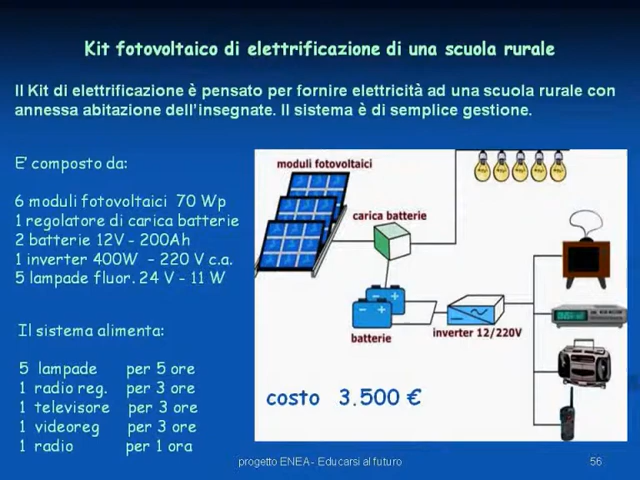 Kit fotovoltaico di elettrificazione di una scuola rurale
Il Kit di elettrificazione è pensato per fornire elettricità ad una scuola rurale con
annessa abitazione dell'insegnate. Il sistema è di semplice gestione.
E' composto da:
6 moduli fotovoltaici 70 Wp
1 regolatore di carica batterie
2 batterie 12V - 200Ah
1 inverter 400W - 220 V c.a.
5 lampade fluor. 24 V - 11 W
Il sistema alimenta:
5 lampade per 5 ore
1 radio reg. per 3 ore
1 televisore per 3 ore
1 videoreg per 3 ore
1 radio per 1 ora
moduli fotovoltaici
carica batterie
batterie
inverter 12/220V
costo 3.500 €
progetto ENEA- Educarsi al futuro
56